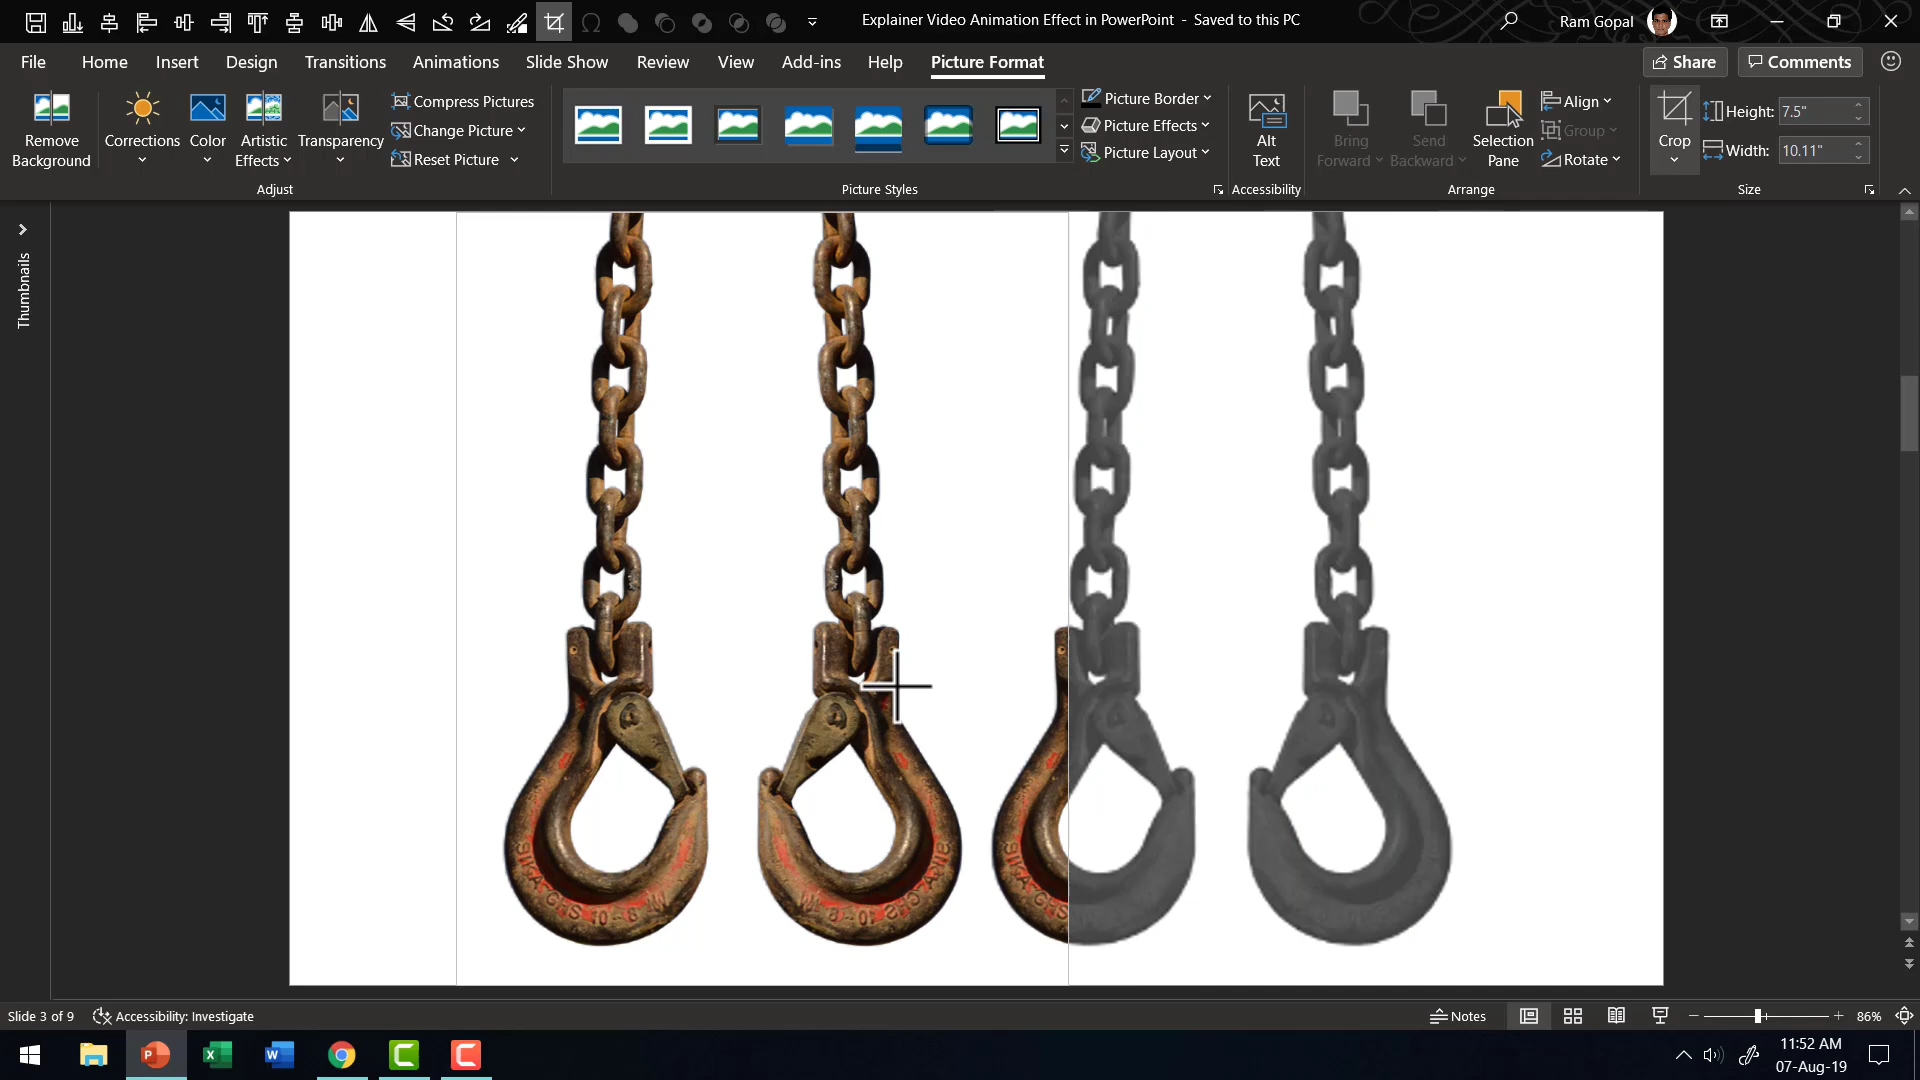 Explainer Video Animation Effect in PowerPoint - Saved to this PC
Ram Gopal
File Home Insert Design Transitions Animations Slide Show Review View Add-ins Help Picture Format
Share Comments
Remove Background
Corrections
Color
Artistic Effects
Transparency
Compress Pictures
Change Picture
Reset Picture
Adjust
Picture Styles
Picture Border
Picture Effects
Picture Layout
Alt Text
Accessibility
Bring Forward
Send Backward
Selection Pane
Align
Group
Rotate
Arrange
Crop
Height: 7.5"
Width: 10.11"
Size
Thumbnails
Slide 3 of 9 Accessibility: Investigate
Notes
86%
11:52 AM
07-Aug-19